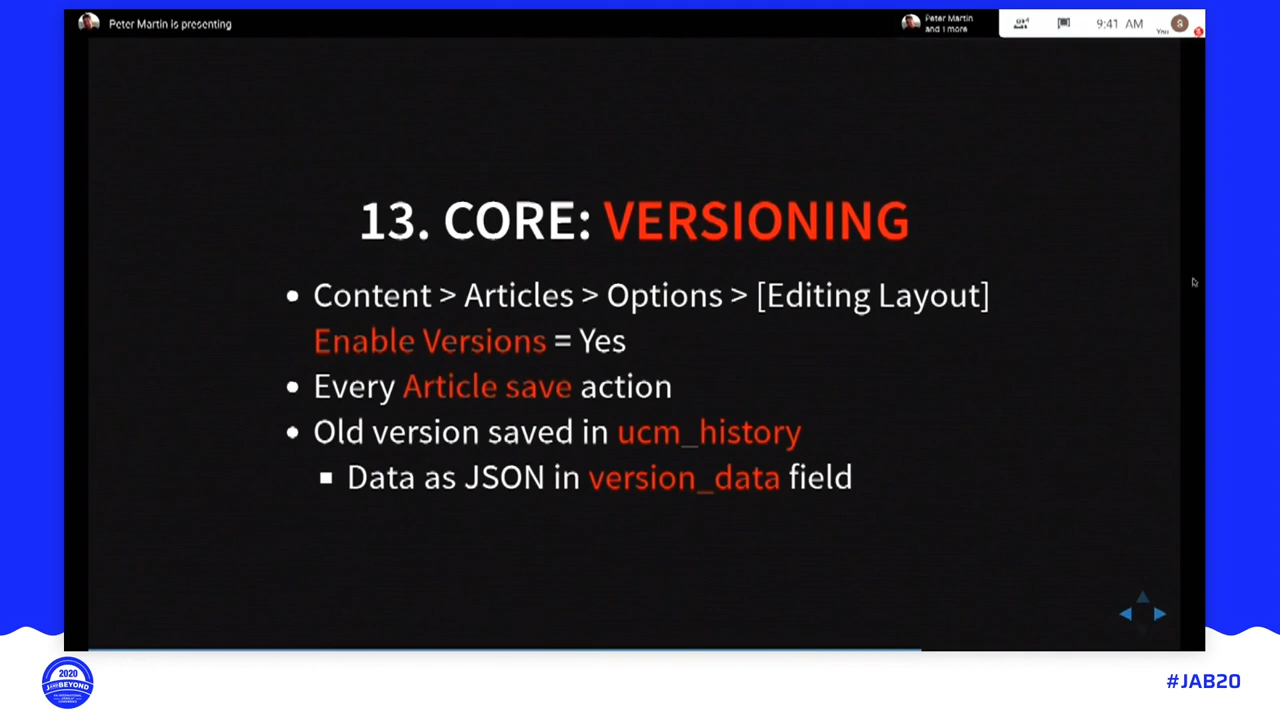 Peter Martin is presenting
Peter Martin
and 1 more
9:41 AM
You
S
13. CORE: VERSIONING
Content > Articles > Options > [Editing Layout]
Enable Versions = Yes
Every Article save action
Old version saved in ucm_history
Data as JSON in version_data field
2020
JANDBEYOND
#JAB20